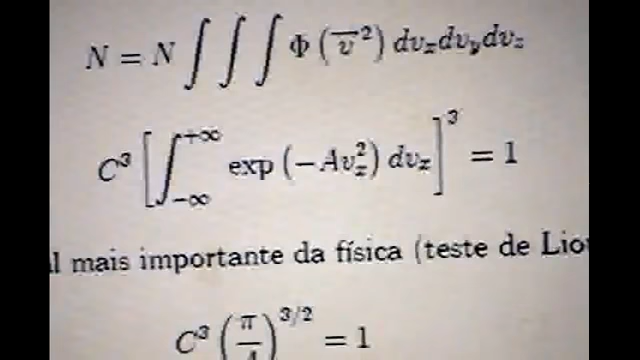 N = N ∫ ∫ ∫ Φ (v̅ ²) dv_x dv_y dv_z
C³ [∫_{-∞}^{+∞} exp (−Av_x²) dv_x]³ = 1
mais importante da física (teste de
C³ (π/A)^{3/2} = 1